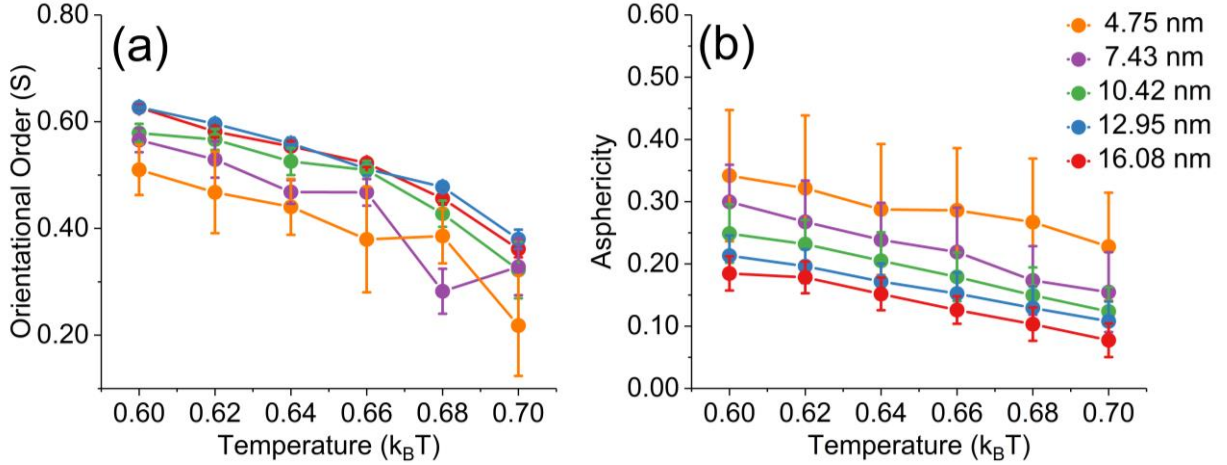 (a)
Orientational Order (S)
0.80
0.60
0.40
0.20
0.60 0.62 0.64 0.66 0.68 0.70
Temperature (kBT)
(b)
Asphericity
0.60
0.50
0.40
0.30
0.20
0.10
0.00
0.60 0.62 0.64 0.66 0.68 0.70
Temperature (kBT)
4.75 nm
7.43 nm
10.42 nm
12.95 nm
16.08 nm